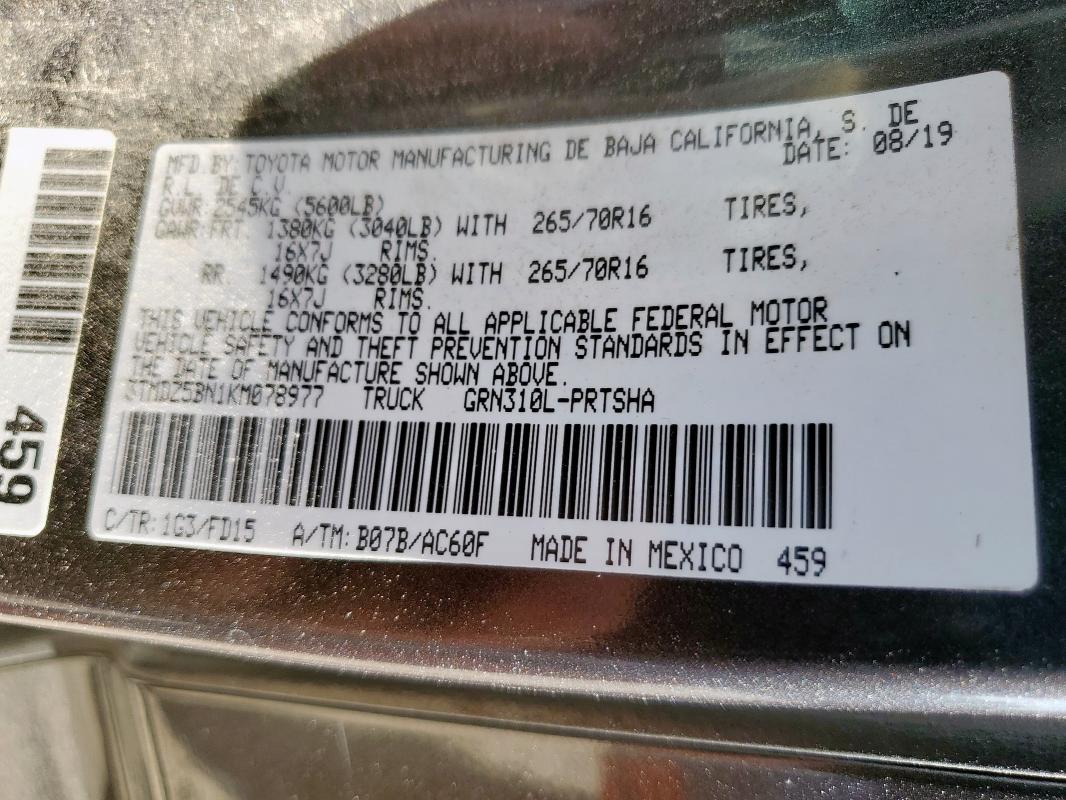 MFD.BY: TOYOTA MOTOR MANUFACTURING DE BAJA CALIFORNIA, S. DE
R.L. DE C.V. DATE: 08/19
GVWR: 2545KG (5600LB)
GAWR:FRT. 1380KG (3040LB) WITH 265/70R16 TIRES,
16X7J RIMS.
RR 1490KG (3280LB) WITH 265/70R16 TIRES,
16X7J RIMS.
THIS VEHICLE CONFORMS TO ALL APPLICABLE FEDERAL MOTOR
VEHICLE SAFETY AND THEFT PREVENTION STANDARDS IN EFFECT ON
THE DATE OF MANUFACTURE SHOWN ABOVE.
3TMDZ5BN1KM078977 TRUCK GRN310L-PRTSHA
C/TR: 1G3/FD15 A/TM: B07B/AC60F MADE IN MEXICO 459
459